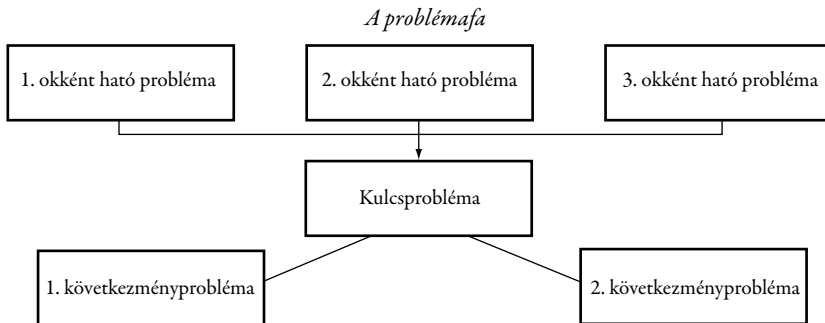 A problémafa
1. okként ható probléma
2. okként ható probléma
3. okként ható probléma
Kulcsprobléma
1. következményprobléma
2. következményprobléma